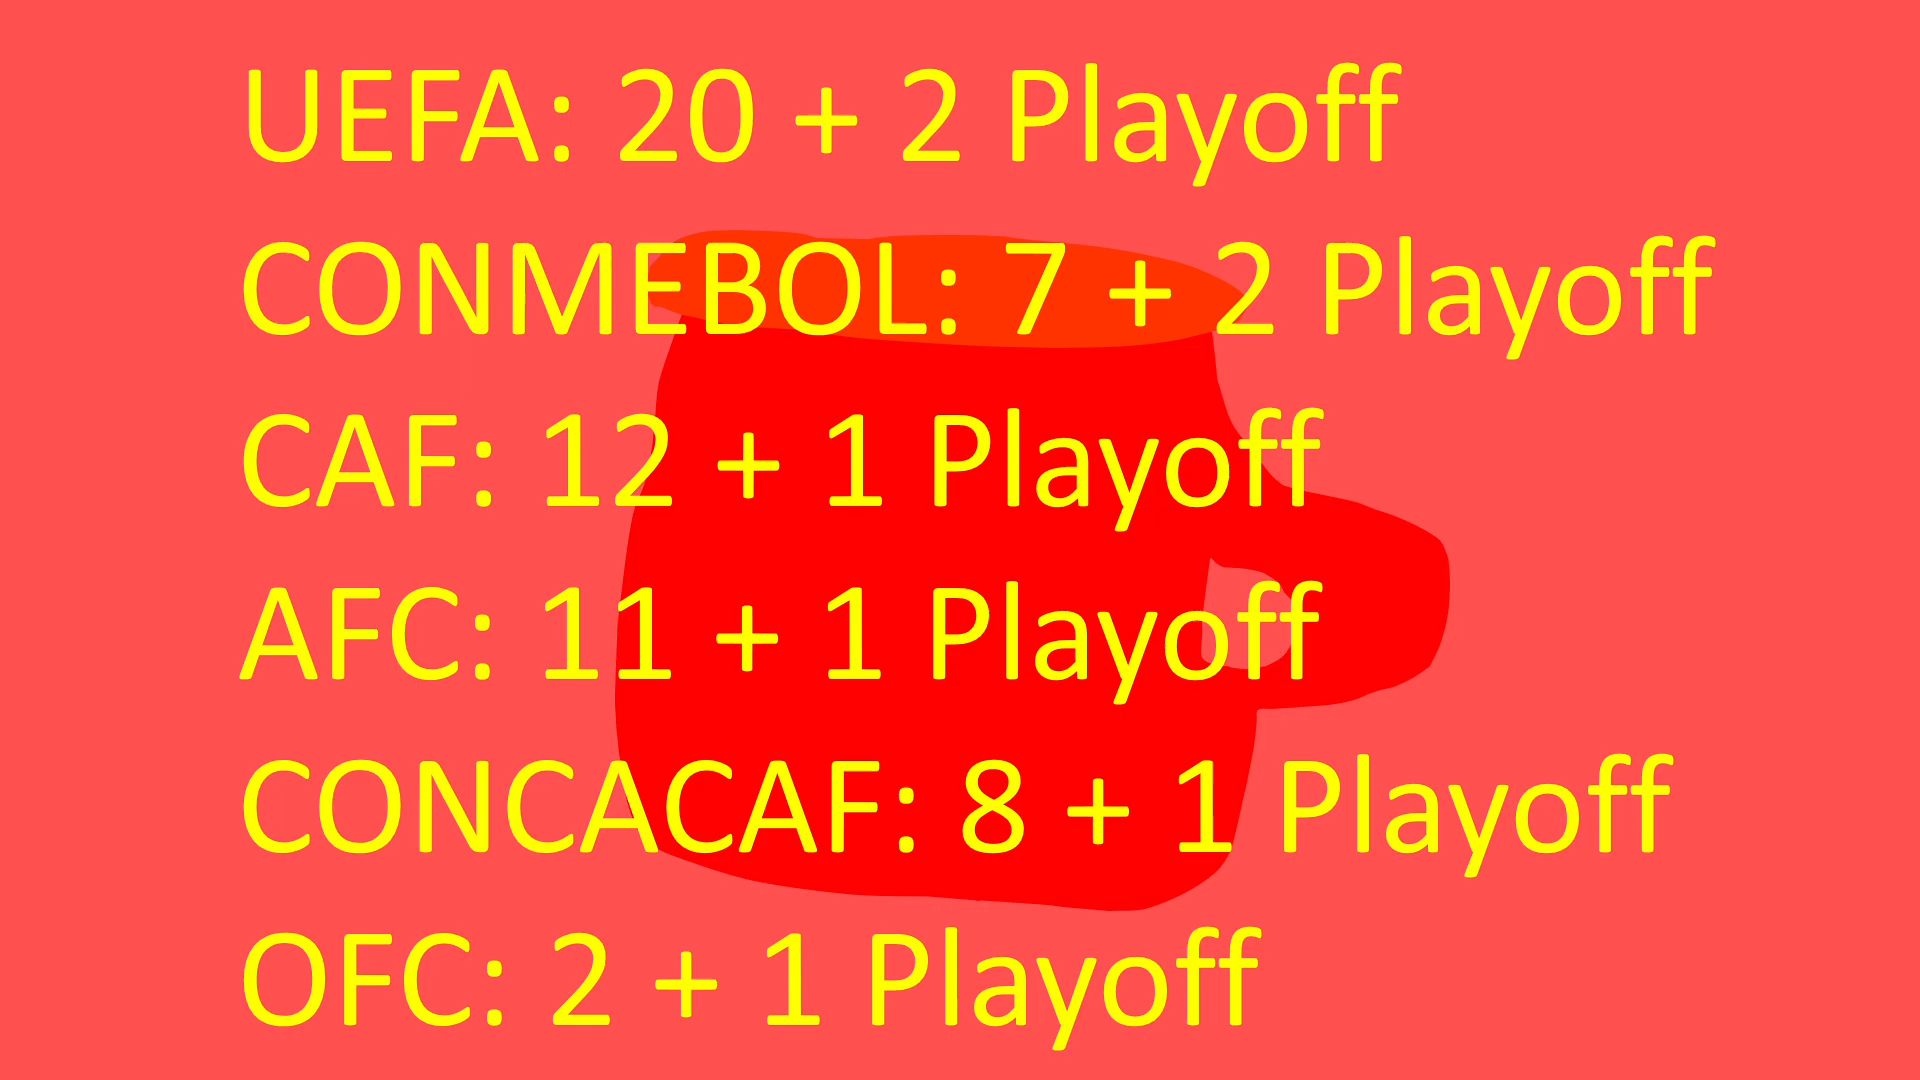 UEFA: 20 + 2 Playoff
CONMEBOL: 7 + 2 Playoff
CAF: 12 + 1 Playoff
AFC: 11 + 1 Playoff
CONCACAF: 8 + 1 Playoff
OFC: 2 + 1 Playoff